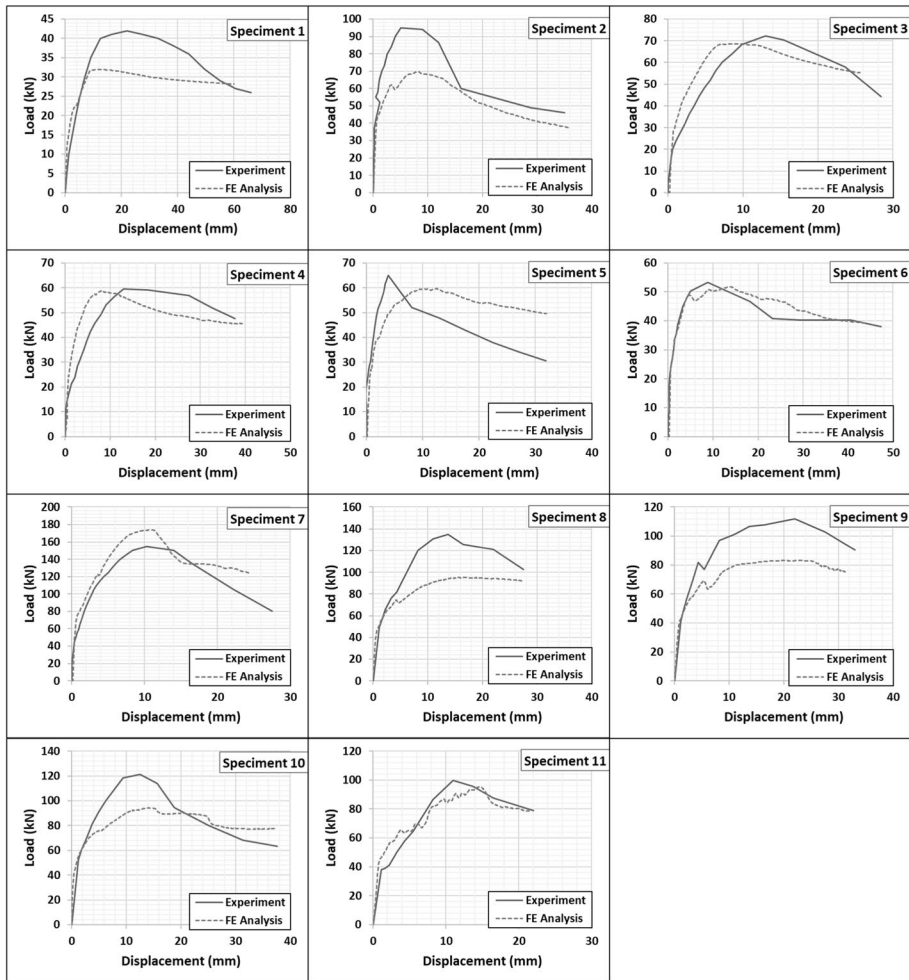 Speciment 1
45
40
35
30
25
20
15
10
5
0
Load (kN)
Experiment
FE Analysis
0 20 40 60 80
Displacement (mm)
Speciment 2
100
90
80
70
60
50
40
30
20
10
0
Load (kN)
Experiment
FE Analysis
0 10 20 30 40
Displacement (mm)
Speciment 3
80
70
60
50
40
30
20
10
0
Load (kN)
Experiment
FE Analysis
0 10 20 30
Displacement (mm)
Speciment 4
70
60
50
40
30
20
10
0
Load (kN)
Experiment
FE Analysis
0 10 20 30 40 50
Displacement (mm)
Speciment 5
70
60
50
40
30
20
10
0
Load (kN)
Experiment
FE Analysis
0 10 20 30 40
Displacement (mm)
Speciment 6
60
50
40
30
20
10
0
Load (kN)
Experiment
FE Analysis
0 10 20 30 40 50
Displacement (mm)
Speciment 7
200
180
160
140
120
100
80
60
40
20
0
Load (kN)
Experiment
FE Analysis
0 10 20 30
Displacement (mm)
Speciment 8
160
140
120
100
80
60
40
20
0
Load (kN)
Experiment
FE Analysis
0 10 20 30 40
Displacement (mm)
Speciment 9
120
100
80
60
40
20
0
Load (kN)
Experiment
FE Analysis
0 10 20 30 40
Displacement (mm)
Speciment 10
140
120
100
80
60
40
20
0
Load (kN)
Experiment
FE Analysis
0 10 20 30 40
Displacement (mm)
Speciment 11
120
100
80
60
40
20
0
Load (kN)
Experiment
FE Analysis
0 10 20 30
Displacement (mm)